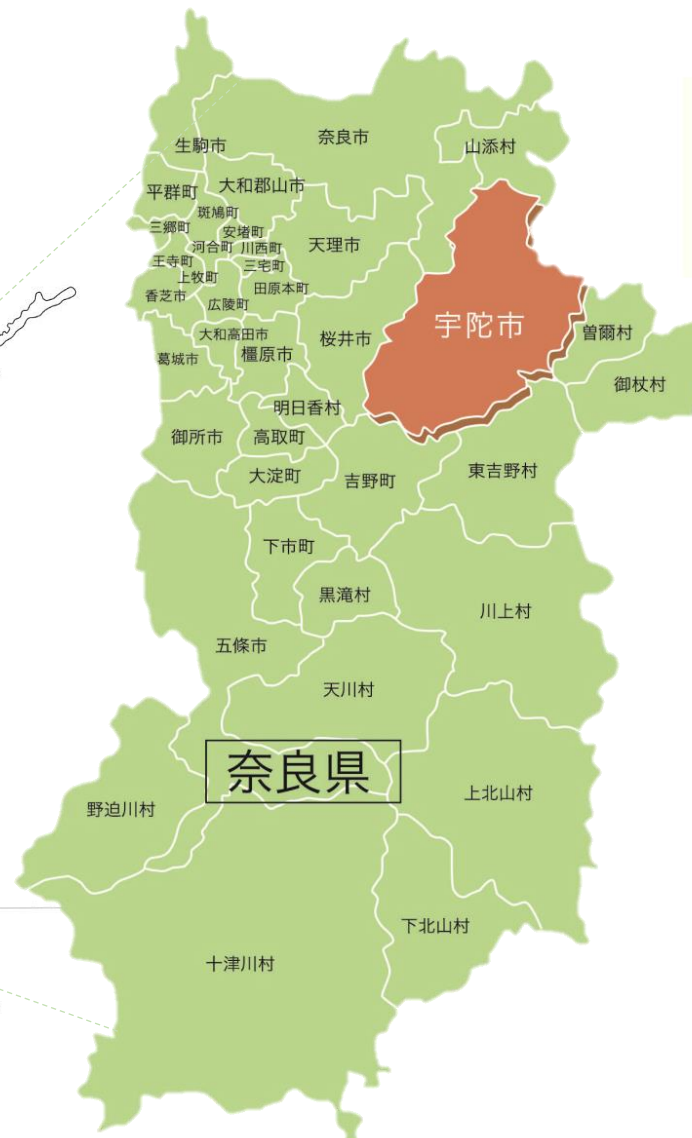 奈良市
生駒市
山添村
平群町
大和郡山市
斑鳩町
三郷町
安堵町
天理市
河合町
川西町
王寺町
三宅町
上牧町
田原本町
香芝市
広陵町
宇陀市
大和高田市
桜井市
曽爾村
葛城市
橿原市
御杖村
明日香村
御所市
高取町
大淀町
吉野町
東吉野村
下市町
黒滝村
川上村
五條市
天川村
奈良県
上北山村
野迫川村
下北山村
十津川村